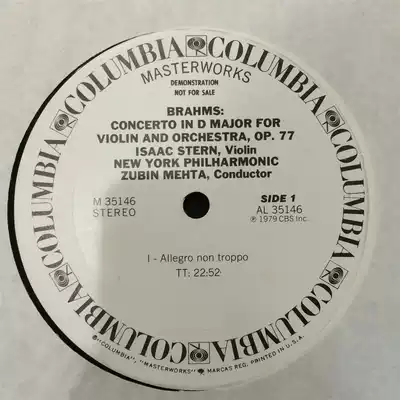 COLUMBIA COLUMBIA COLUMBIA COLUMBIA COLUMBIA COLUMBIA
MASTERWORKS
DEMONSTRATION
NOT FOR SALE
BRAHMS:
CONCERTO IN D MAJOR FOR
VIOLIN AND ORCHESTRA, OP. 77
ISAAC STERN, Violin
NEW YORK PHILHARMONIC
ZUBIN MEHTA, Conductor
M 35146
STEREO
SIDE 1
AL 35146
Ⓟ 1979 CBS Inc.
I - Allegro non troppo
TT: 22:52
®"COLUMBIA", "MASTERWORKS" MARCAS REG. PRINTED IN U.S.A.